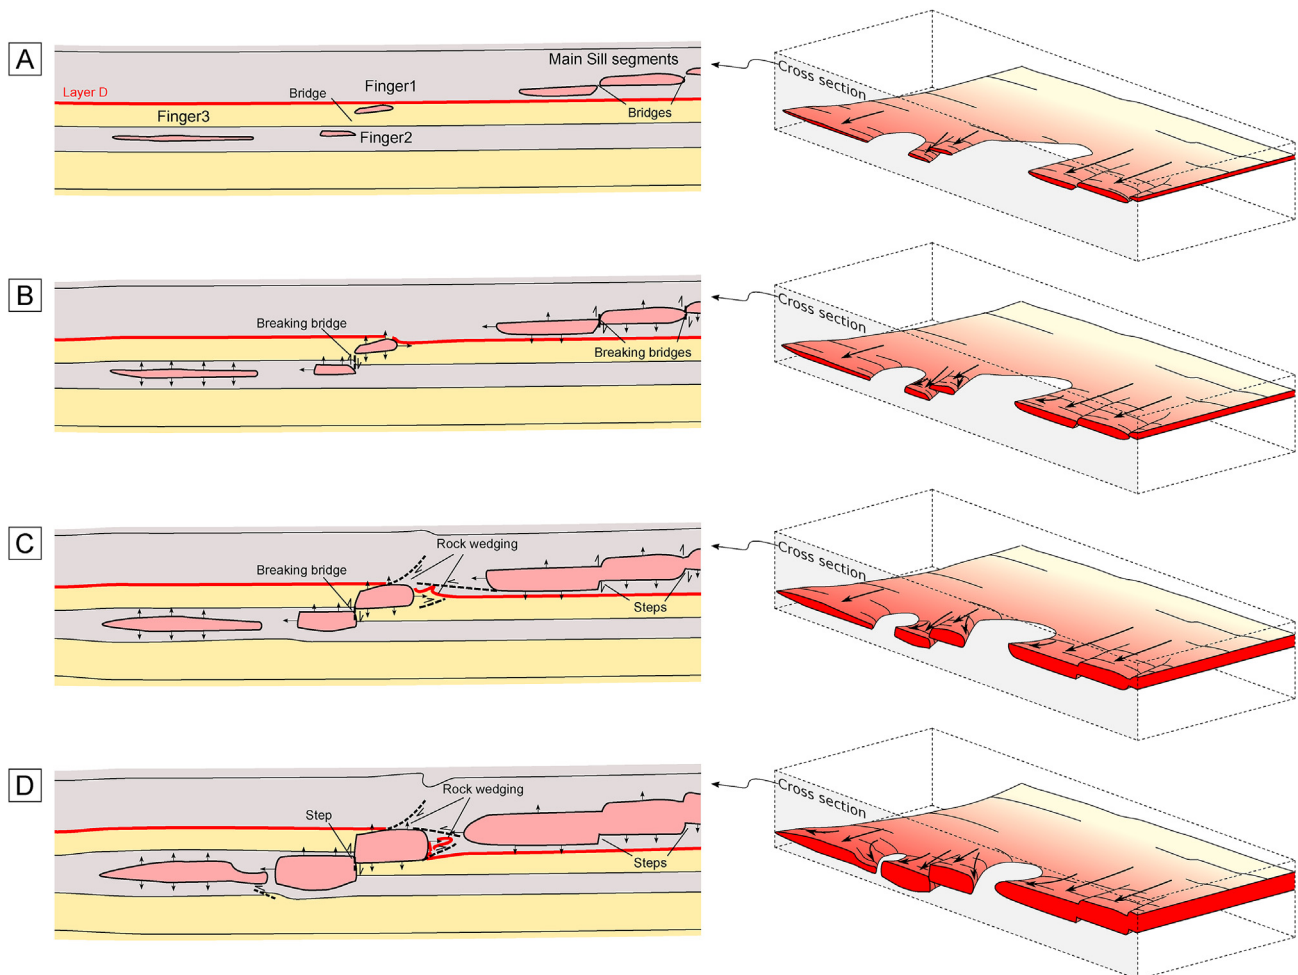 A
Layer D
Finger3
Bridge
Finger1
Finger2
Main Sill segments
Bridges
Cross section
B
Breaking bridge
Breaking bridges
Cross section
C
Breaking bridge
Rock wedging
Steps
Cross section
D
Step
Rock wedging
Steps
Cross section